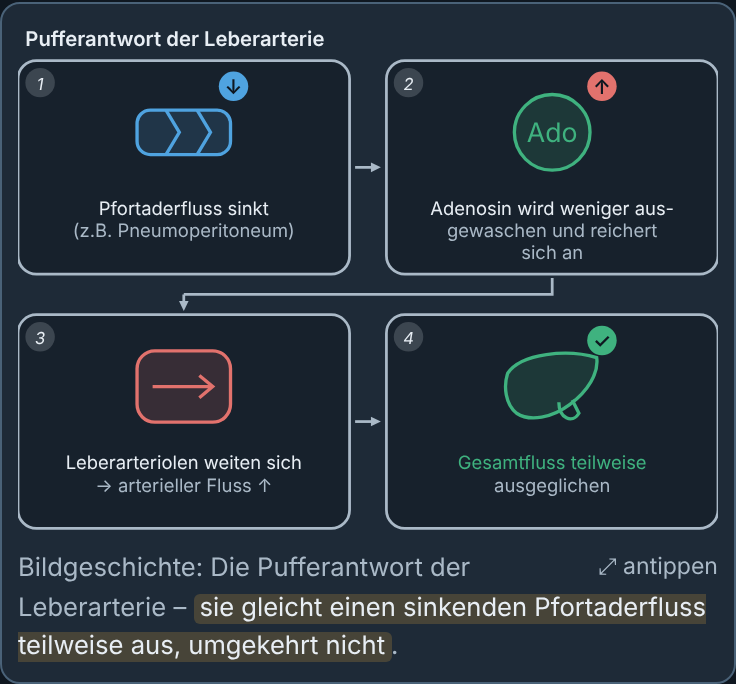 Pufferantwort der Leberarterie
1
Pfortaderfluss sinkt
(z.B. Pneumoperitoneum)
2
Ado
Adenosin wird weniger aus-
gewaschen und reichert
sich an
3
Leberarteriolen weiten sich
→ arterieller Fluss ↑
4
Gesamtfluss teilweise
ausgeglichen
Bildgeschichte: Die Pufferantwort der
Leberarterie – sie gleicht einen sinkenden Pfortaderfluss
teilweise aus, umgekehrt nicht.
⤢ antippen